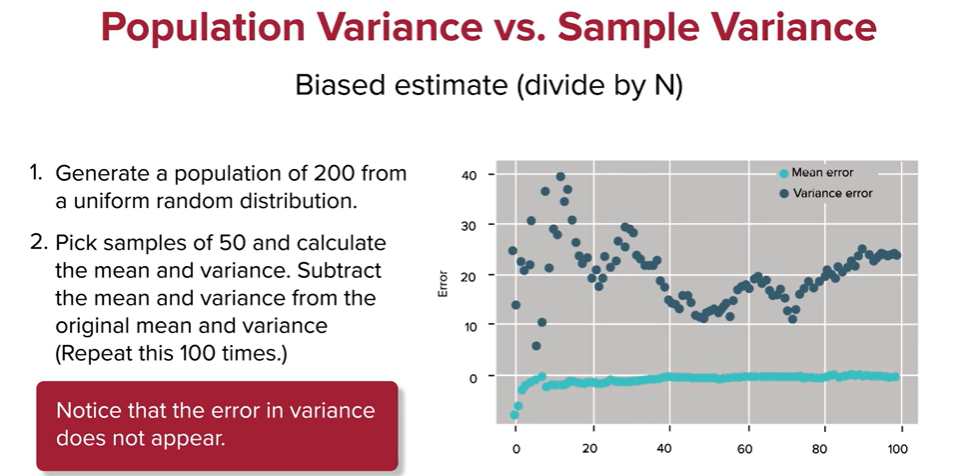 Population Variance vs. Sample Variance
Biased estimate (divide by N)
1. Generate a population of 200 from
a uniform random distribution.
2. Pick samples of 50 and calculate
the mean and variance. Subtract
the mean and variance from the
original mean and variance
(Repeat this 100 times.)
Notice that the error in variance
does not appear.
Mean error
Variance error
Error
40
30
20
10
0
0 20 40 60 80 100